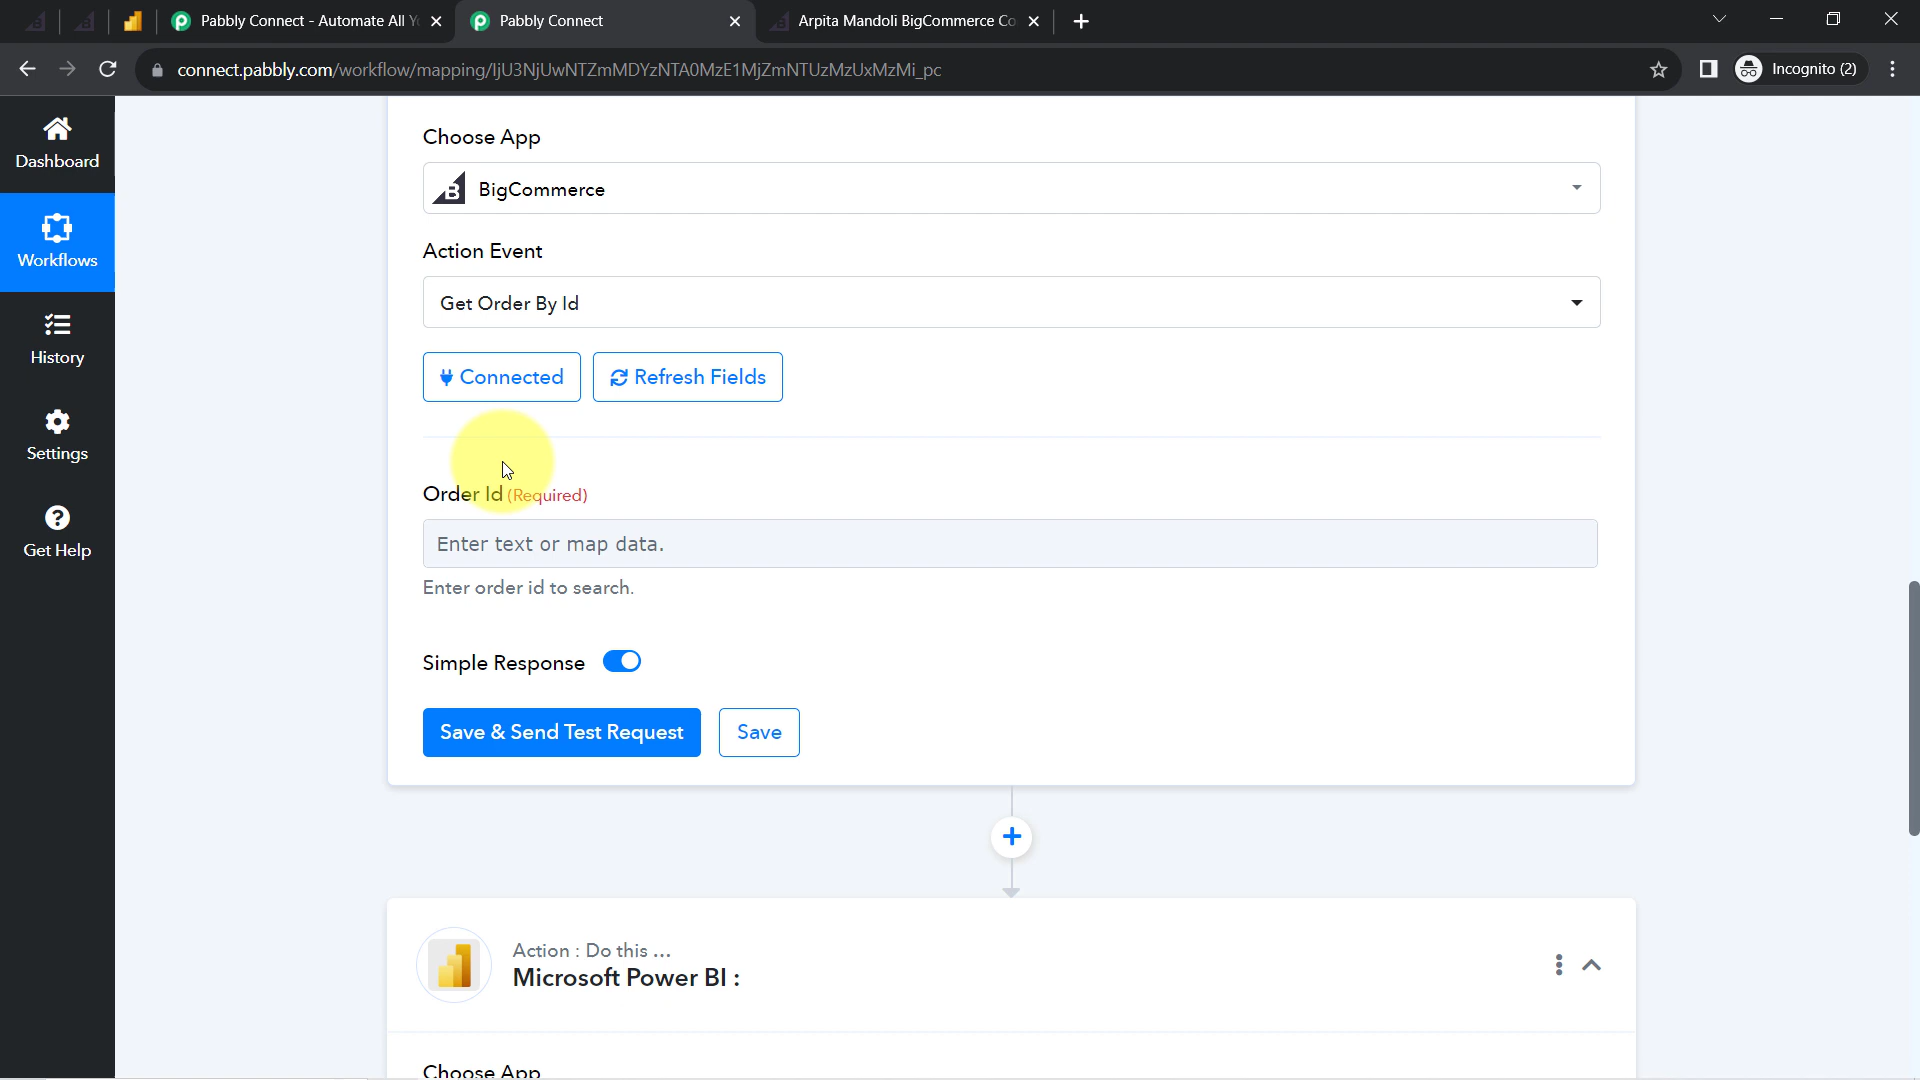 Pabbly Connect - Automate All Y
Pabbly Connect
Arpita Mandoli BigCommerce Co
connect.pabbly.com/workflow/mapping/IjU3NjUwNTZmMDYzNTA0MzE1MjZmNTUzMzUxMzMi_pc
Incognito (2)
Dashboard
Workflows
History
Settings
Get Help
Choose App
B BigCommerce
Action Event
Get Order By Id
Connected
Refresh Fields
Order Id (Required)
Enter text or map data.
Enter order id to search.
Simple Response
Save & Send Test Request
Save
Action : Do this ...
Microsoft Power BI :
Choose App